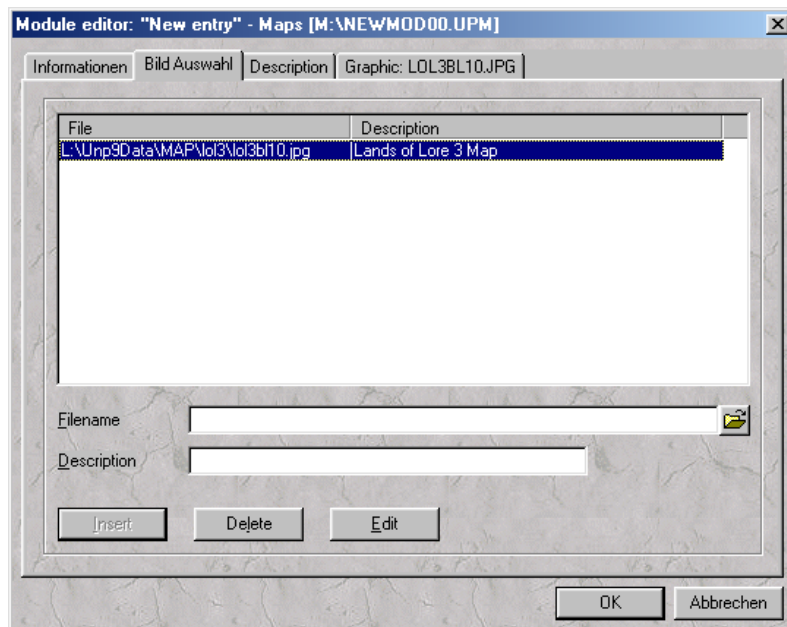 Module editor: "New entry" - Maps [M:\NEWMOD00.UPM]
Informationen Bild Auswahl Description Graphic: LOL3BL10.JPG
File Description
L:\Unp9Data\MAP\lol3\lol3bl10.jpg Lands of Lore 3 Map
Filename
Description
Insert Delete Edit
OK Abbrechen